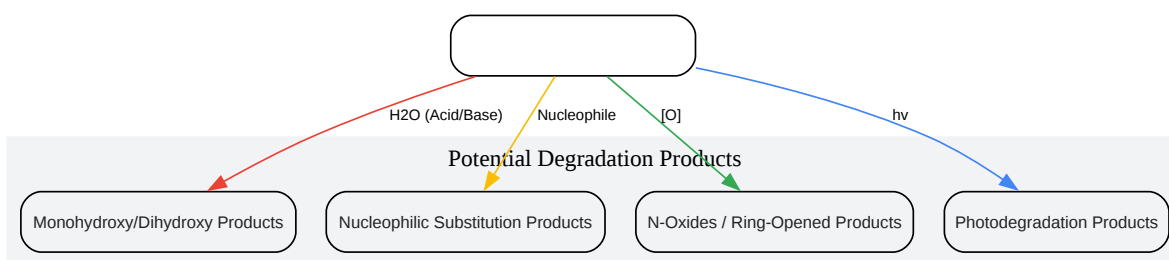 H2O (Acid/Base)
Nucleophile
[O]
hv
Potential Degradation Products
Monohydroxy/Dihydroxy Products
Nucleophilic Substitution Products
N-Oxides / Ring-Opened Products
Photodegradation Products